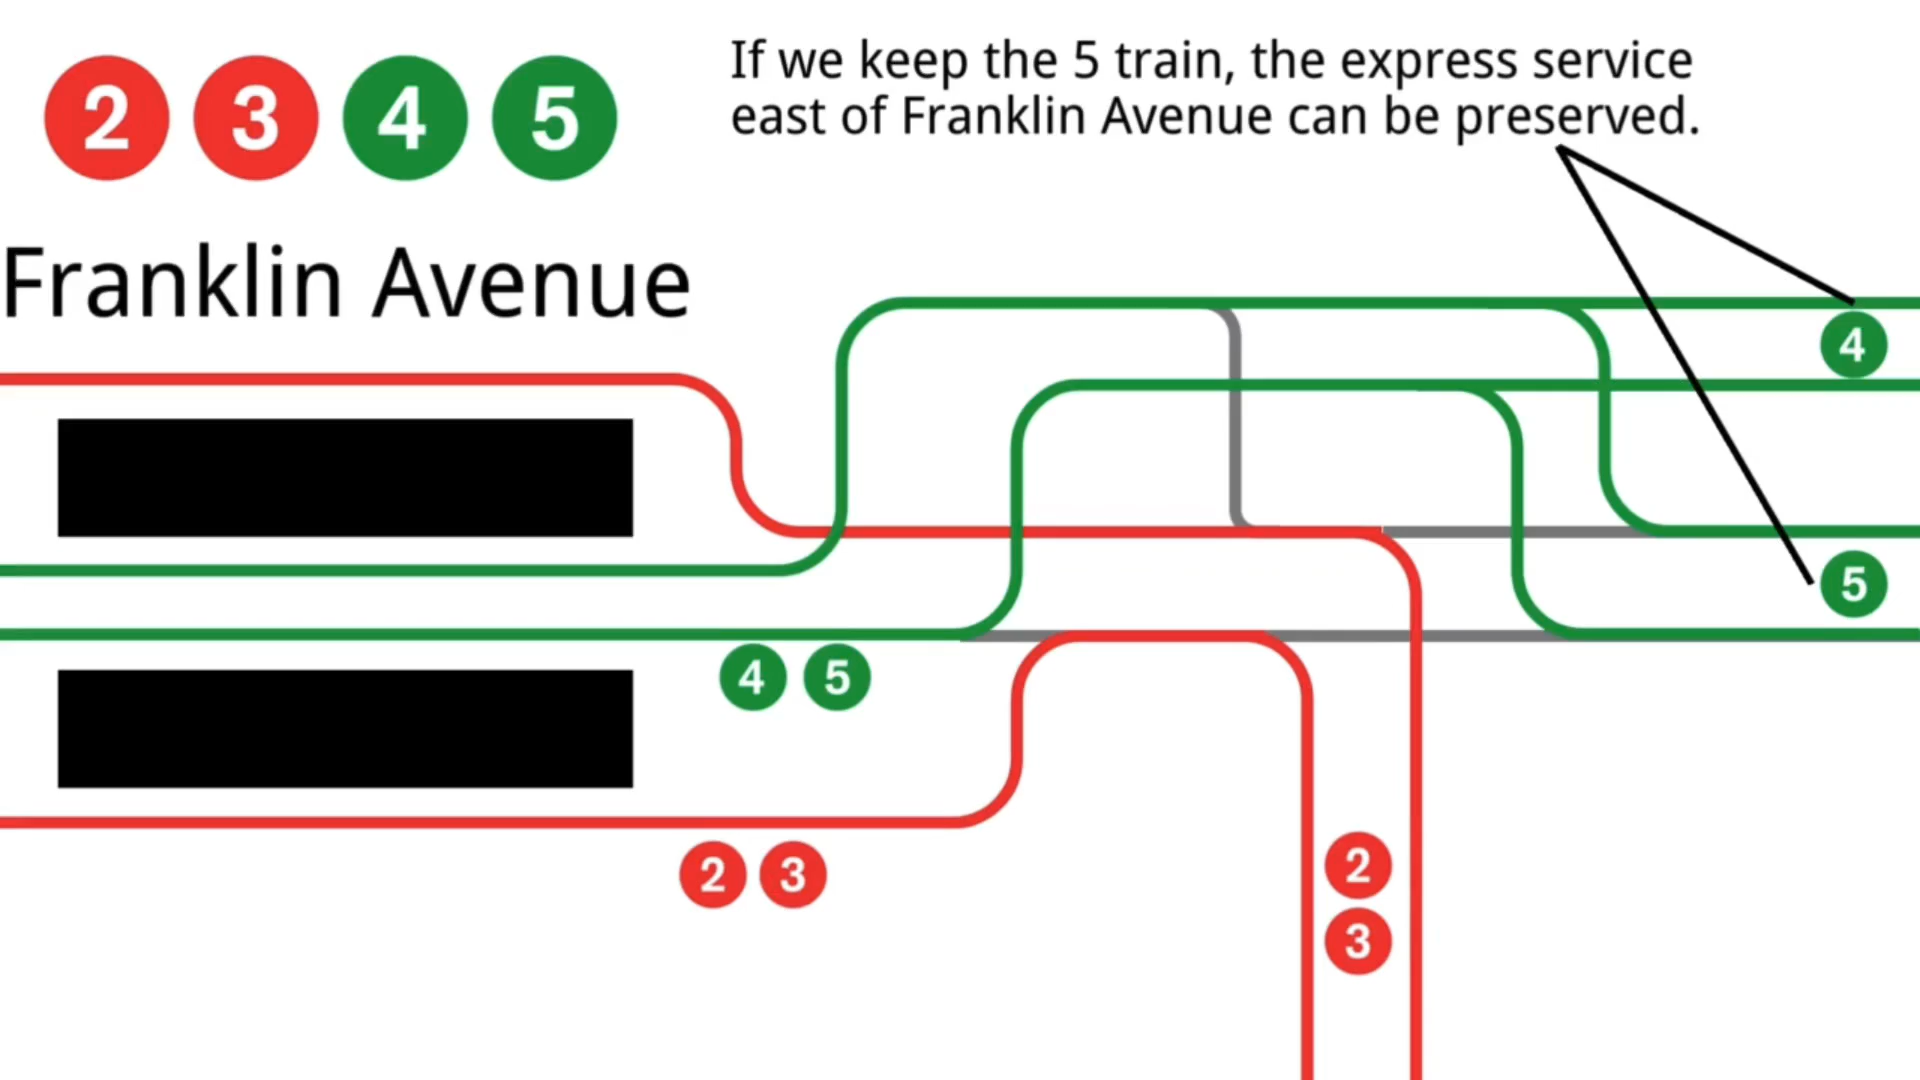 2 3 4 5
If we keep the 5 train, the express service
east of Franklin Avenue can be preserved.
Franklin Avenue
4
5
4 5
2 3
2
3